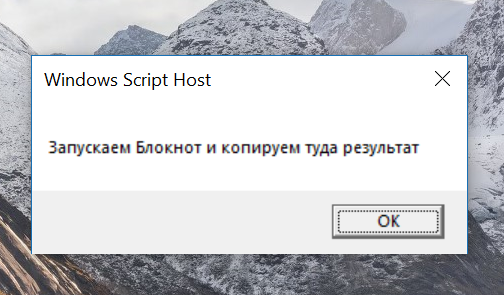 Windows Script Host
Запускаем Блокнот и копируем туда результат
OK